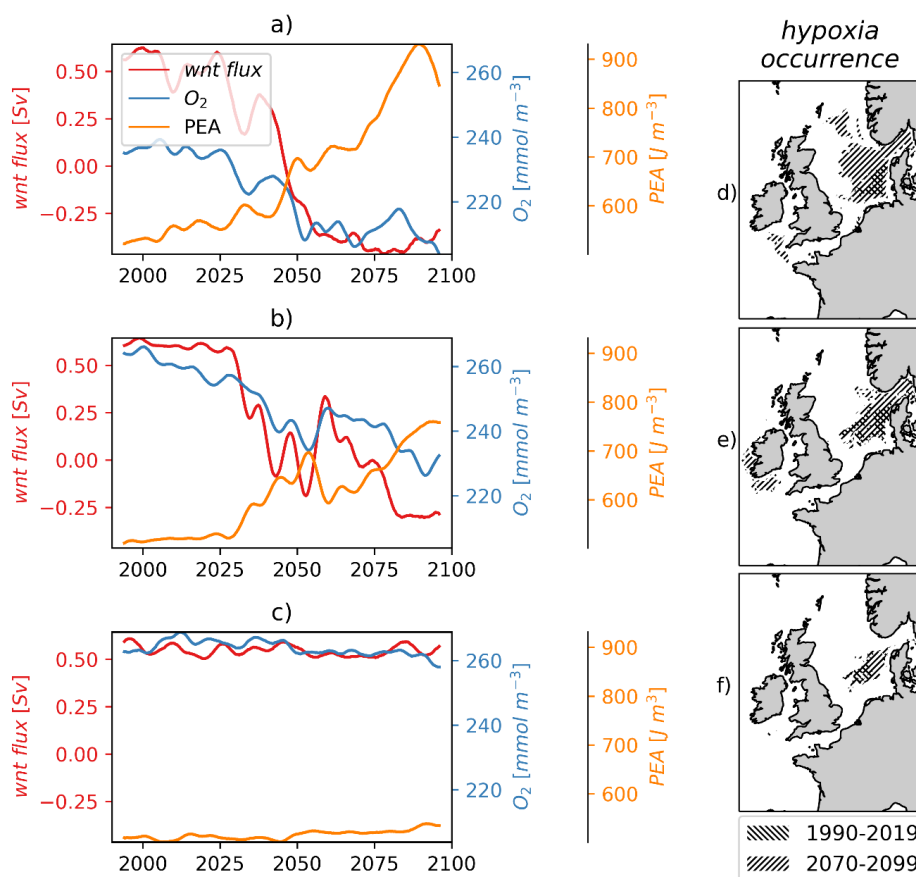 a)
hypoxia
occurrence
wnt flux [Sv]
0.50
0.25
0.00
−0.25
wnt flux
O₂
PEA
260
240
220
O₂ [mmol m⁻³]
900
800
700
600
PEA [J m⁻³]
2000 2025 2050 2075 2100
d)
b)
wnt flux [Sv]
0.50
0.25
0.00
−0.25
260
240
220
O₂ [mmol m⁻³]
900
800
700
600
PEA [J m⁻³]
2000 2025 2050 2075 2100
e)
c)
wnt flux [Sv]
0.50
0.25
0.00
−0.25
260
240
220
O₂ [mmol m⁻³]
900
800
700
600
PEA [J m³]
2000 2025 2050 2075 2100
f)
1990-2019
2070-2099